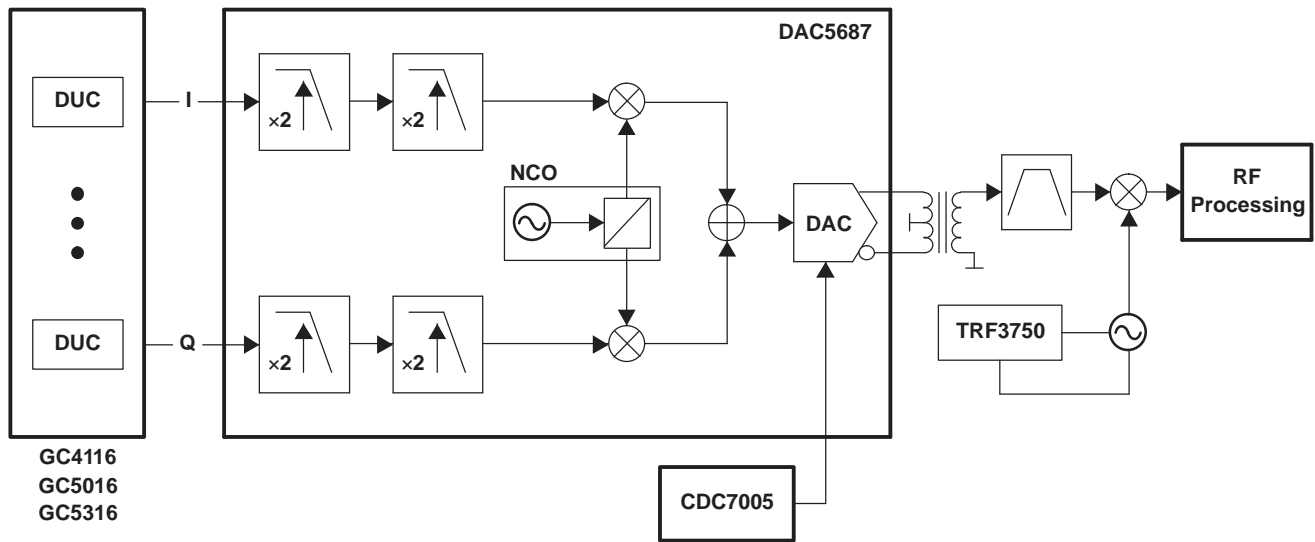 DAC5687
DUC
I
×2
×2
NCO
DAC
RF
Processing
DUC
Q
×2
×2
TRF3750
GC4116
GC5016
GC5316
CDC7005